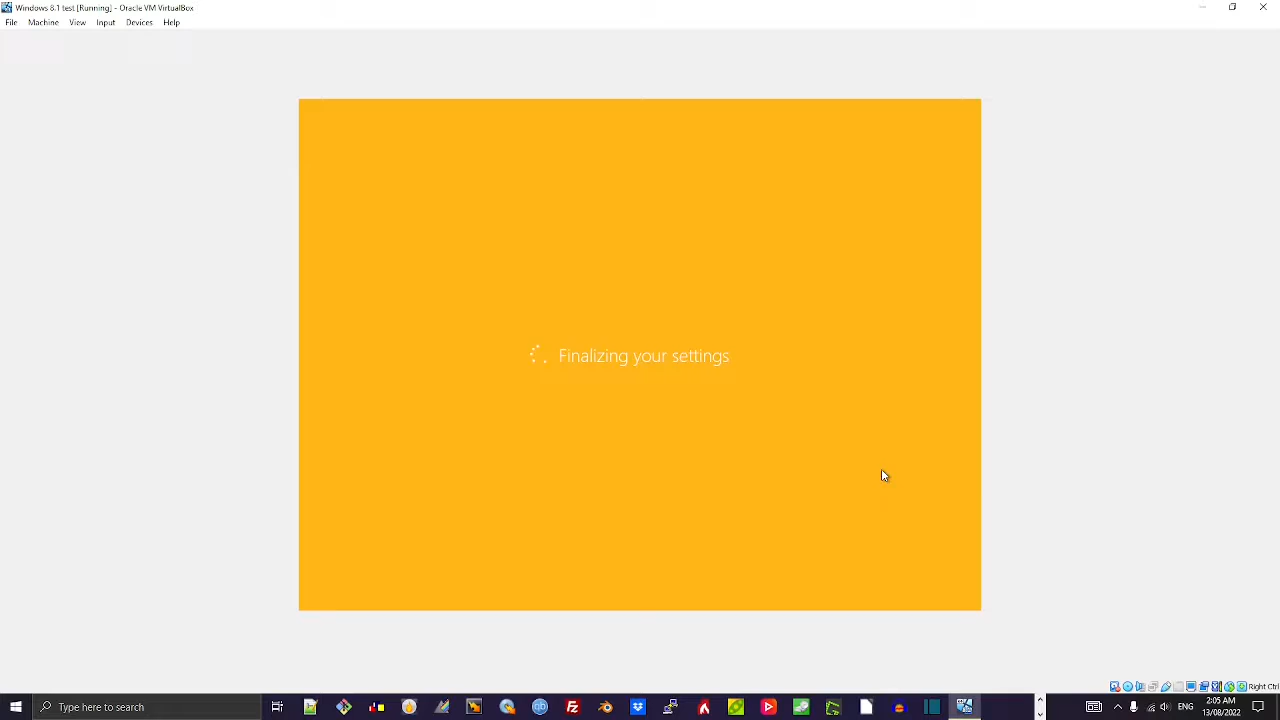 Windows 8.1 test [Running] - Oracle VM VirtualBox
File Machine View Input Devices Help
Finalizing your settings
Right Ctrl
Type here to search
ENG
2:05 AM
13/08/2022